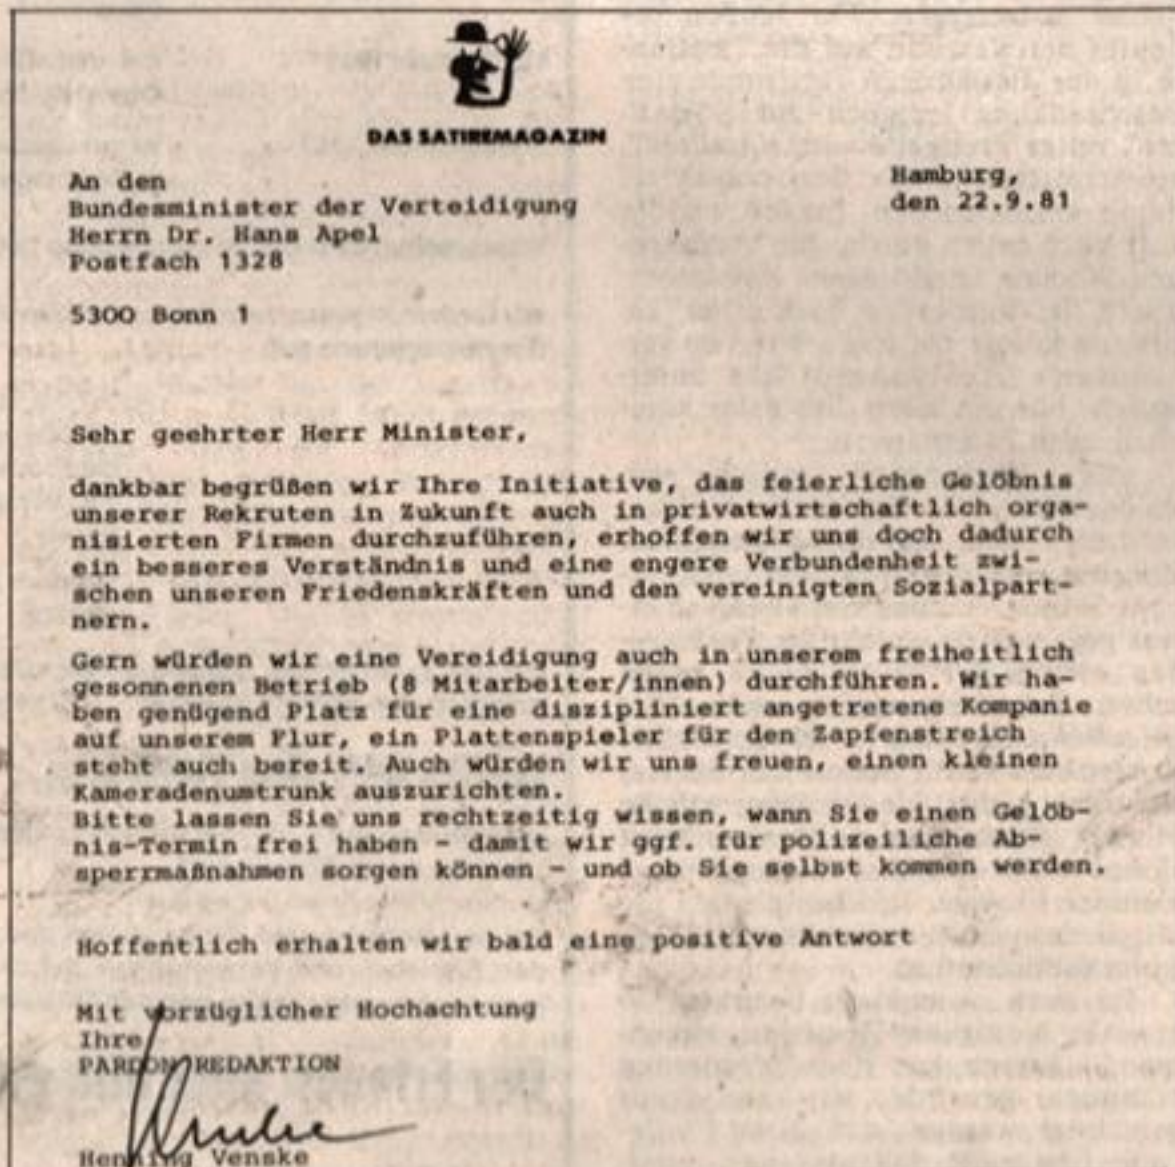 DAS SATIREMAGAZIN
An den
Bundesminister der Verteidigung
Herrn Dr. Hans Apel
Postfach 1328
5300 Bonn 1
Hamburg,
den 22.9.81
Sehr geehrter Herr Minister,
dankbar begrüßen wir Ihre Initiative, das feierliche Gelöbnis
unserer Rekruten in Zukunft auch in privatwirtschaftlich orga-
nisierten Firmen durchzuführen, erhoffen wir uns doch dadurch
ein besseres Verständnis und eine engere Verbundenheit zwi-
schen unseren Friedenskräften und den vereinigten Sozialpart-
nern.
Gern würden wir eine Vereidigung auch in unserem freiheitlich
gesonnenen Betrieb (8 Mitarbeiter/innen) durchführen. Wir ha-
ben genügend Platz für eine diszipliniert angetretene Kompanie
auf unserem Flur, ein Plattenspieler für den Zapfenstreich
steht auch bereit. Auch würden wir uns freuen, einen kleinen
Kameradenumtrunk auszurichten.
Bitte lassen Sie uns rechtzeitig wissen, wann Sie einen Gelöb-
nis-Termin frei haben - damit wir ggf. für polizeiliche Ab-
sperrmaßnahmen sorgen können - und ob Sie selbst kommen werden.
Hoffentlich erhalten wir bald eine positive Antwort
Mit vorzüglicher Hochachtung
Ihre
PARDON REDAKTION
Henning Venske